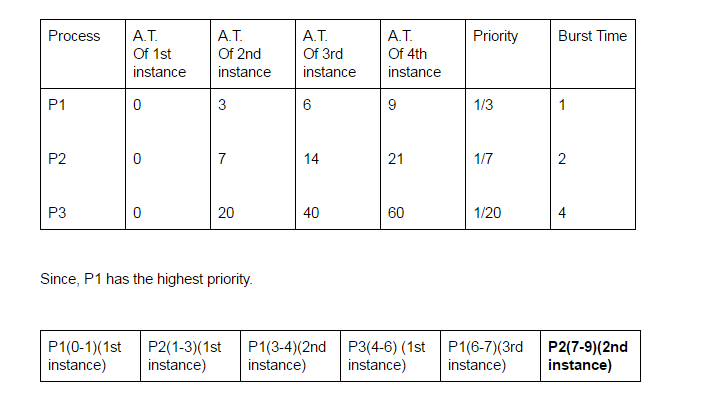 Process A.T. A.T. A.T. A.T. Priority Burst Time
Of 1st Of 2nd Of 3rd Of 4th
instance instance instance instance
P1 0 3 6 9 1/3 1
P2 0 7 14 21 1/7 2
P3 0 20 40 60 1/20 4
Since, P1 has the highest priority.
P1(0-1)(1st P2(1-3)(1st P1(3-4)(2nd P3(4-6) (1st P1(6-7)(3rd P2(7-9)(2nd
instance) instance) instance) instance) instance) instance)